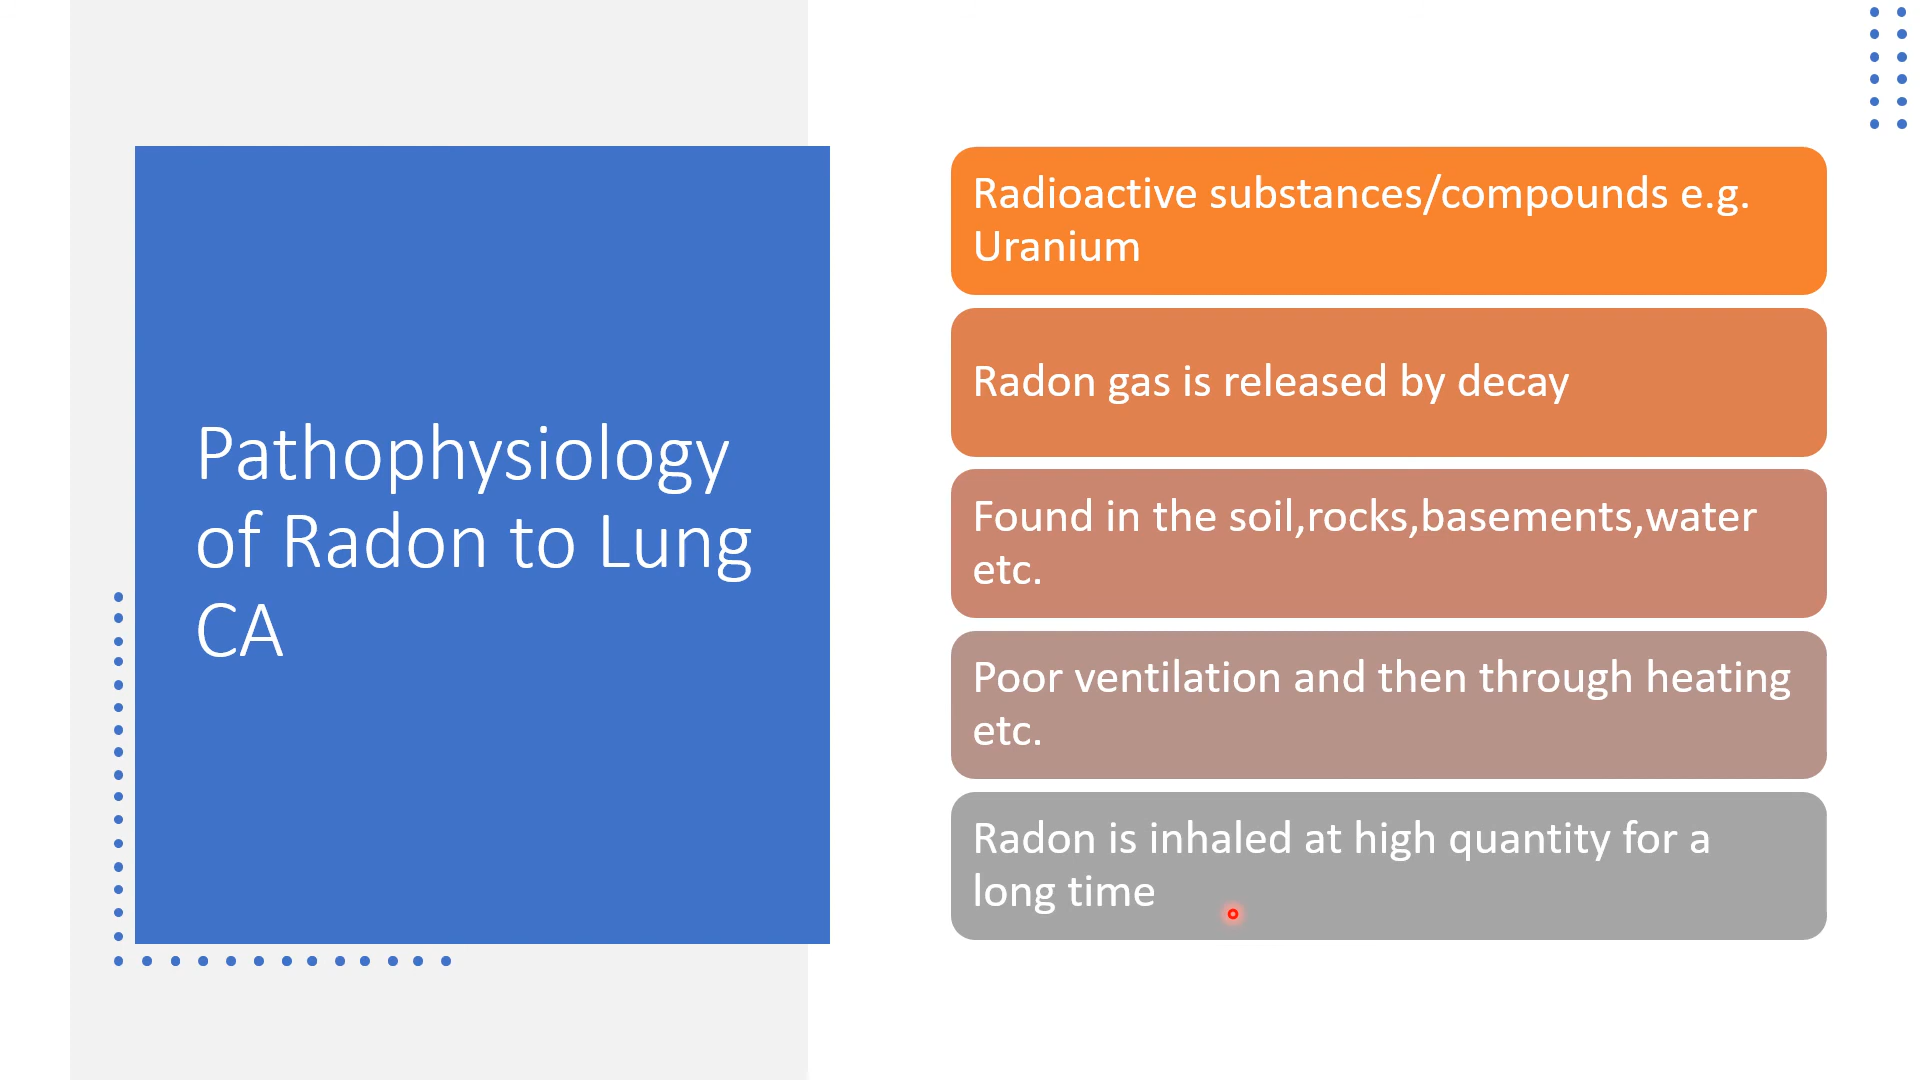 Pathophysiology
of Radon to Lung
CA
Radioactive substances/compounds e.g.
Uranium
Radon gas is released by decay
Found in the soil,rocks,basements,water
etc.
Poor ventilation and then through heating
etc.
Radon is inhaled at high quantity for a
long time